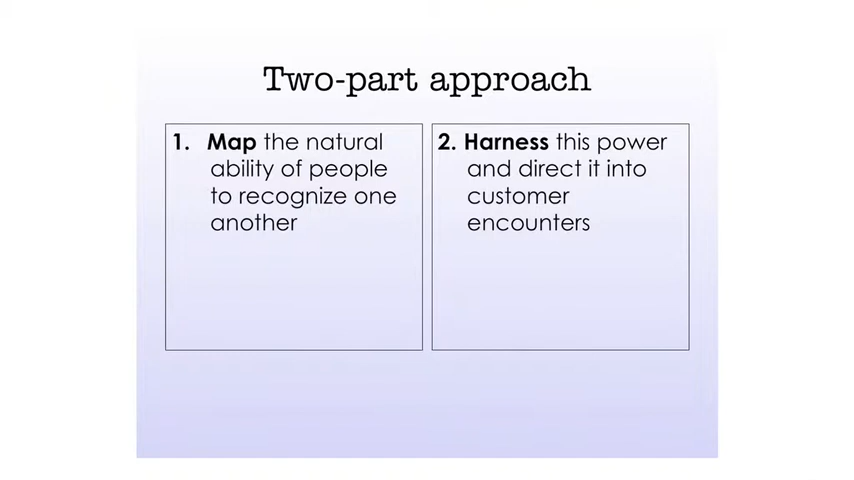 Two-part approach
1. Map the natural
ability of people
to recognize one
another
2. Harness this power
and direct it into
customer
encounters